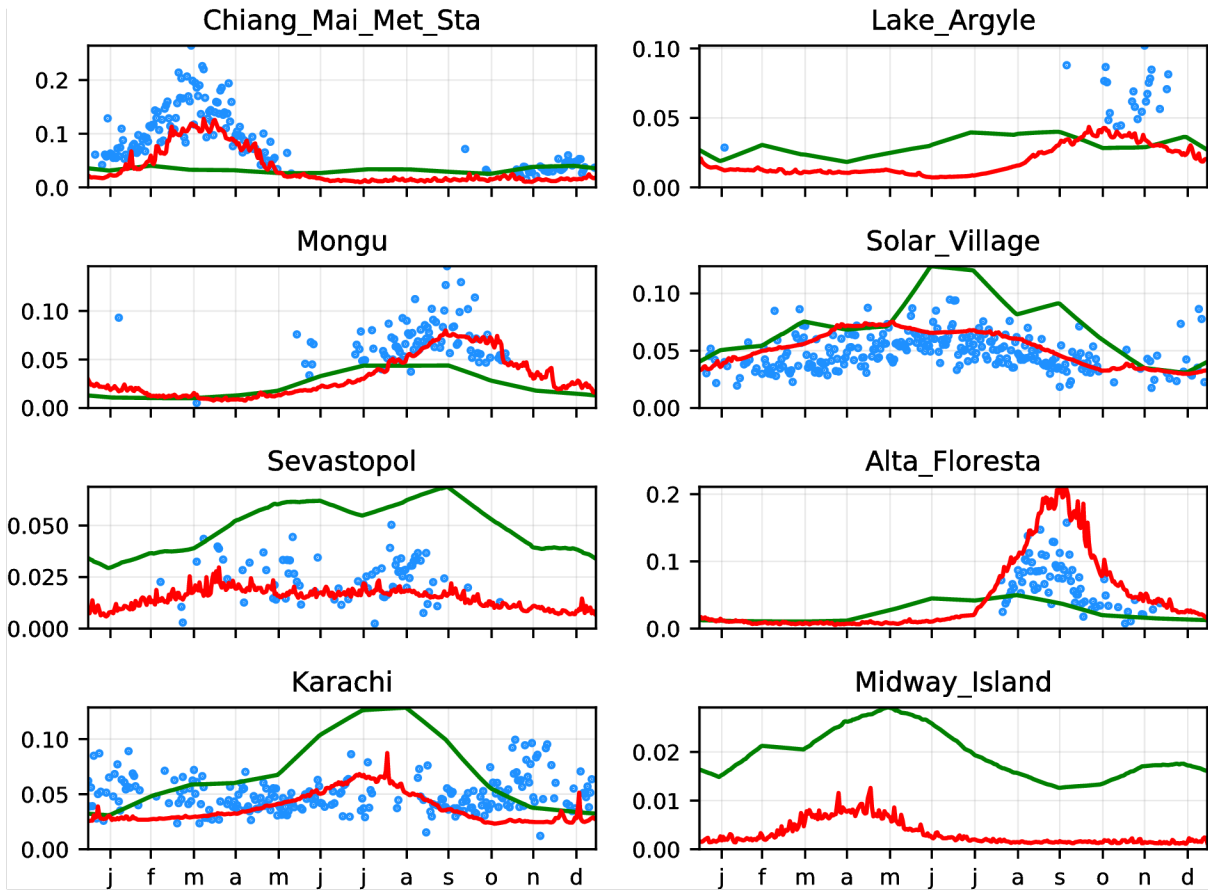 Chiang_Mai_Met_Sta
0.2
0.1
0.0
Lake_Argyle
0.10
0.05
0.00
Mongu
0.10
0.05
0.00
Solar_Village
0.10
0.05
0.00
Sevastopol
0.050
0.025
0.000
Alta_Floresta
0.2
0.1
0.0
Karachi
0.10
0.05
0.00
j f m a m j j a s o n d
Midway_Island
0.02
0.01
0.00
j f m a m j j a s o n d